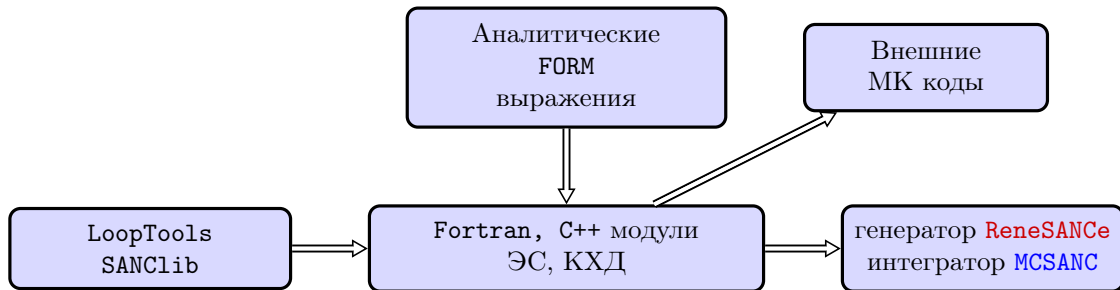 Аналитические
FORM
выражения
Внешние
МК коды
LoopTools
SANClib
Fortran, C++ модули
ЭС, КХД
генератор ReneSANCe
интегратор MCSANC